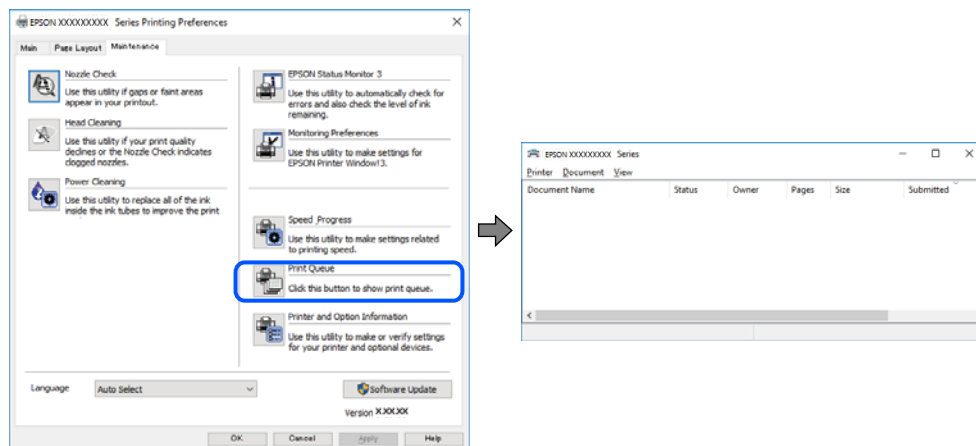 EPSON XXXXXXXXX Series Printing Preferences
Main Page Layout Maintenance
Nozzle Check
Use this utility if gaps or faint areas
appear in your printout.
Head Cleaning
Use this utility if your print quality
declines or the Nozzle Check indicates
clogged nozzles.
Power Cleaning
Use this utility to replace all of the ink
inside the ink tubes to improve the print
EPSON Status Monitor 3
Use this utility to automatically check for
errors and also check the level of ink
remaining.
Monitoring Preferences
Use this utility to make settings for
EPSON Printer Window!3.
Speed Progress
Use this utility to make settings related
to printing speed.
Print Queue
Click this button to show print queue.
Printer and Option Information
Use this utility to make or verify settings
for your printer and optional devices.
Language Auto Select
Software Update
Version X.XX.XX
OK Cancel Apply Help
EPSON XXXXXXXXX Series
Printer Document View
Document Name Status Owner Pages Size Submitted